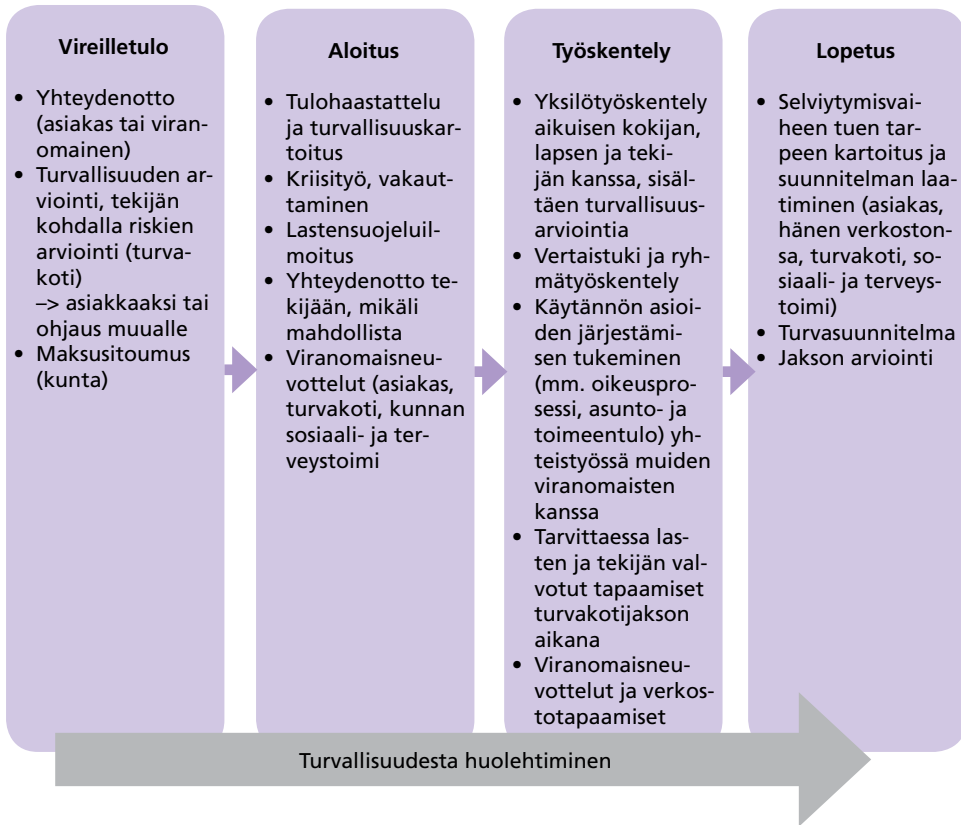 Vireilletulo
• Yhteydenotto
(asiakas tai viran-
omainen)
• Turvallisuuden ar-
viointi, tekijän
kohdalla riskien
arviointi (turva-
koti)
–> asiakkaaksi tai
ohjaus muualle
• Maksusitoumus
(kunta)
Aloitus
• Tulohaastattelu
ja turvallisuuskar-
toitus
• Kriisityö, vakaut-
taminen
• Lastensuojeluil-
moitus
• Yhteydenotto te-
kijään, mikäli
mahdollista
• Viranomaisneu-
vottelut (asiakas,
turvakoti, kunnan
sosiaali- ja ter-
veystoimi
Työskentely
• Yksilötyöskentely
aikuisen kokijan,
lapsen ja teki-
jän kanssa, sisäl-
täen turvallisuus-
arviointia
• Vertaistuki ja ryh-
mätyöskentely
• Käytännön asioi-
den järjestämi-
sen tukeminen
(mm. oikeuspro-
sessi, asunto- ja
toimeentulo) yh-
teistyössä muiden
viranomaisten
kanssa
• Tarvittaessa las-
ten ja tekijän val-
votut tapaamiset
turvakotijakson
aikana
• Viranomaisneu-
vottelut ja verkos-
totapaamiset
Lopetus
• Selviytymisvai-
heen tuen tar-
peen kartoitus ja
suunnitelman laa-
timinen (asiakas,
hänen verkoston-
sa, turvakoti, so-
siaali- ja terveys-
toimi)
• Turvasuunnitelma
• Jakson arviointi
Turvallisuudesta huolehtiminen